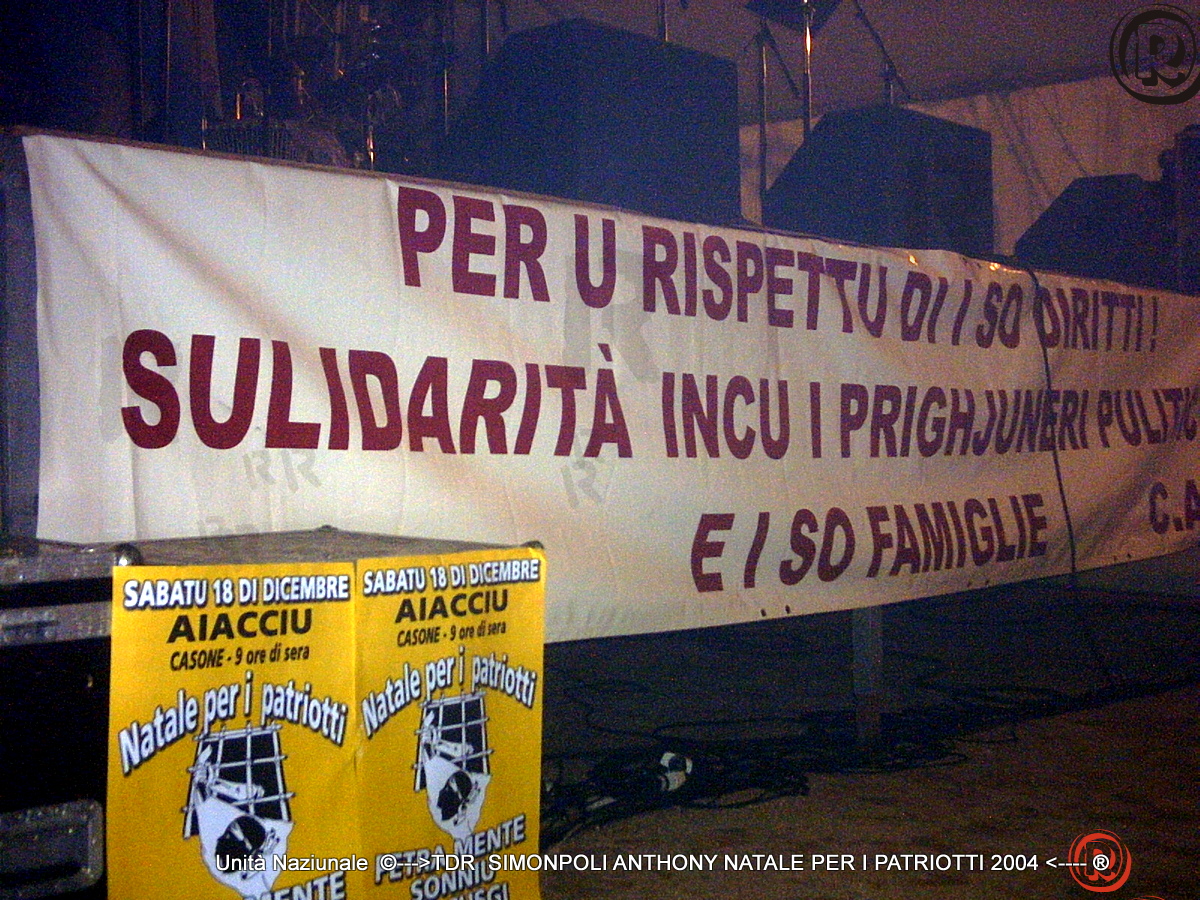 PER U RISPETTU DI I SO DIRITTI !
SULIDARITÀ INCU I PRIGHJUNERI
E I SO FAMIGLIE
SABATU 18 DI DICEMBRE
AIACCIU
CASONE - 9 ore di sera
Natale per i patriotti
SABATU 18 DI DICEMBRE
AIACCIU
CASONE - 9 ore di sera
Natale per i patriotti
PETRA MENTE
SONNIU
Unità Naziunale ©--->TDR SIMONPOLI ANTHONY NATALE PER I PATRIOTTI 2004 <---- ®
R
R